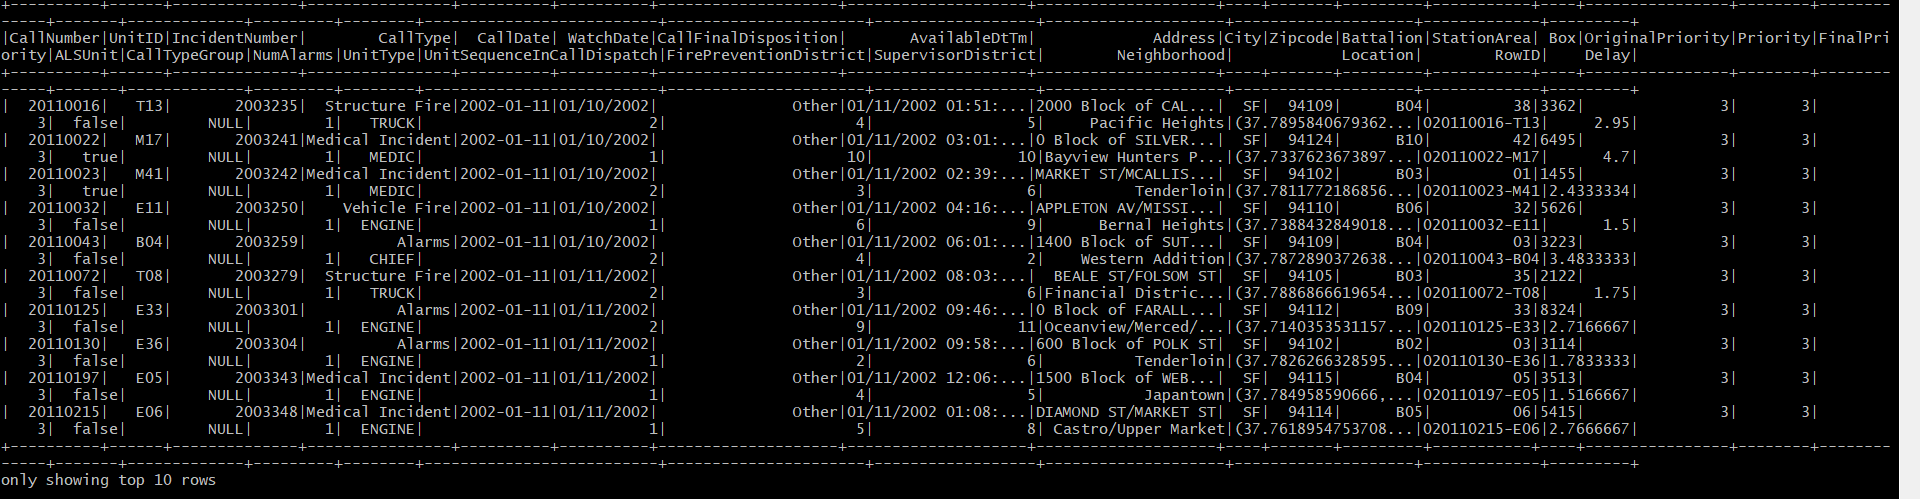 +----------+------+--------------+----------------+----------+----------+--------------------+--------------------+--------------------+----+-------+---------+-----------+----+----------------+--------+--------
-----+-------+-------------+---------+--------+--------------------------+----------------------+------------------+--------------------+--------------------+-------------+---------+
|CallNumber|UnitID|IncidentNumber|        CallType|  CallDate| WatchDate|CallFinalDisposition|       AvailableDtTm|             Address|City|Zipcode|Battalion|StationArea| Box|OriginalPriority|Priority|FinalPri
ority|ALSUnit|CallTypeGroup|NumAlarms|UnitType|UnitSequenceInCallDispatch|FirePreventionDistrict|SupervisorDistrict|        Neighborhood|            Location|        RowID|    Delay|
+----------+------+--------------+----------------+----------+----------+--------------------+--------------------+--------------------+----+-------+---------+-----------+----+----------------+--------+--------
-----+-------+-------------+---------+--------+--------------------------+----------------------+------------------+--------------------+--------------------+-------------+---------+
|  20110016|   T13|       2003235|  Structure Fire|2002-01-11|01/10/2002|               Other|01/11/2002 01:51:...|2000 Block of CAL...|  SF|  94109|      B04|         38|3362|               3|       3|
    3|  false|         NULL|        1|   TRUCK|                         2|                     4|                 5|     Pacific Heights|(37.7895840679362...|020110016-T13|     2.95|
|  20110022|   M17|       2003241|Medical Incident|2002-01-11|01/10/2002|               Other|01/11/2002 03:01:...|0 Block of SILVER...|  SF|  94124|      B10|         42|6495|               3|       3|
    3|   true|         NULL|        1|   MEDIC|                         1|                    10|                10|Bayview Hunters P...|(37.7337623673897...|020110022-M17|      4.7|
|  20110023|   M41|       2003242|Medical Incident|2002-01-11|01/10/2002|               Other|01/11/2002 02:39:...|MARKET ST/MCALLIS...|  SF|  94102|      B03|         01|1455|               3|       3|
    3|   true|         NULL|        1|   MEDIC|                         2|                     3|                 6|          Tenderloin|(37.7811772186856...|020110023-M41|2.4333334|
|  20110032|   E11|       2003250|    Vehicle Fire|2002-01-11|01/10/2002|               Other|01/11/2002 04:16:...|APPLETON AV/MISSI...|  SF|  94110|      B06|         32|5626|               3|       3|
    3|  false|         NULL|        1|  ENGINE|                         1|                     6|                 9|      Bernal Heights|(37.7388432849018...|020110032-E11|      1.5|
|  20110043|   B04|       2003259|          Alarms|2002-01-11|01/10/2002|               Other|01/11/2002 06:01:...|1400 Block of SUT...|  SF|  94109|      B04|         03|3223|               3|       3|
    3|  false|         NULL|        1|   CHIEF|                         2|                     4|                 2|    Western Addition|(37.7872890372638...|020110043-B04|3.4833333|
|  20110072|   T08|       2003279|  Structure Fire|2002-01-11|01/11/2002|               Other|01/11/2002 08:03:...|  BEALE ST/FOLSOM ST|  SF|  94105|      B03|         35|2122|               3|       3|
    3|  false|         NULL|        1|   TRUCK|                         2|                     3|                 6|Financial Distric...|(37.7886866619654...|020110072-T08|     1.75|
|  20110125|   E33|       2003301|          Alarms|2002-01-11|01/11/2002|               Other|01/11/2002 09:46:...|0 Block of FARALL...|  SF|  94112|      B09|         33|8324|               3|       3|
    3|  false|         NULL|        1|  ENGINE|                         2|                     9|                11|Oceanview/Merced/...|(37.7140353531157...|020110125-E33|2.7166667|
|  20110130|   E36|       2003304|          Alarms|2002-01-11|01/11/2002|               Other|01/11/2002 09:58:...|600 Block of POLK ST|  SF|  94102|      B02|         03|3114|               3|       3|
    3|  false|         NULL|        1|  ENGINE|                         1|                     2|                 6|          Tenderloin|(37.7826266328595...|020110130-E36|1.7833333|
|  20110197|   E05|       2003343|Medical Incident|2002-01-11|01/11/2002|               Other|01/11/2002 12:06:...|1500 Block of WEB...|  SF|  94115|      B04|         05|3513|               3|       3|
    3|  false|         NULL|        1|  ENGINE|                         1|                     4|                 5|           Japantown|(37.784958590666,...|020110197-E05|1.5166667|
|  20110215|   E06|       2003348|Medical Incident|2002-01-11|01/11/2002|               Other|01/11/2002 01:08:...|DIAMOND ST/MARKET ST|  SF|  94114|      B05|         06|5415|               3|       3|
    3|  false|         NULL|        1|  ENGINE|                         1|                     5|                 8| Castro/Upper Market|(37.7618954753708...|020110215-E06|2.7666667|
+----------+------+--------------+----------------+----------+----------+--------------------+--------------------+--------------------+----+-------+---------+-----------+----+----------------+--------+--------
-----+-------+-------------+---------+--------+--------------------------+----------------------+------------------+--------------------+--------------------+-------------+---------+
only showing top 10 rows